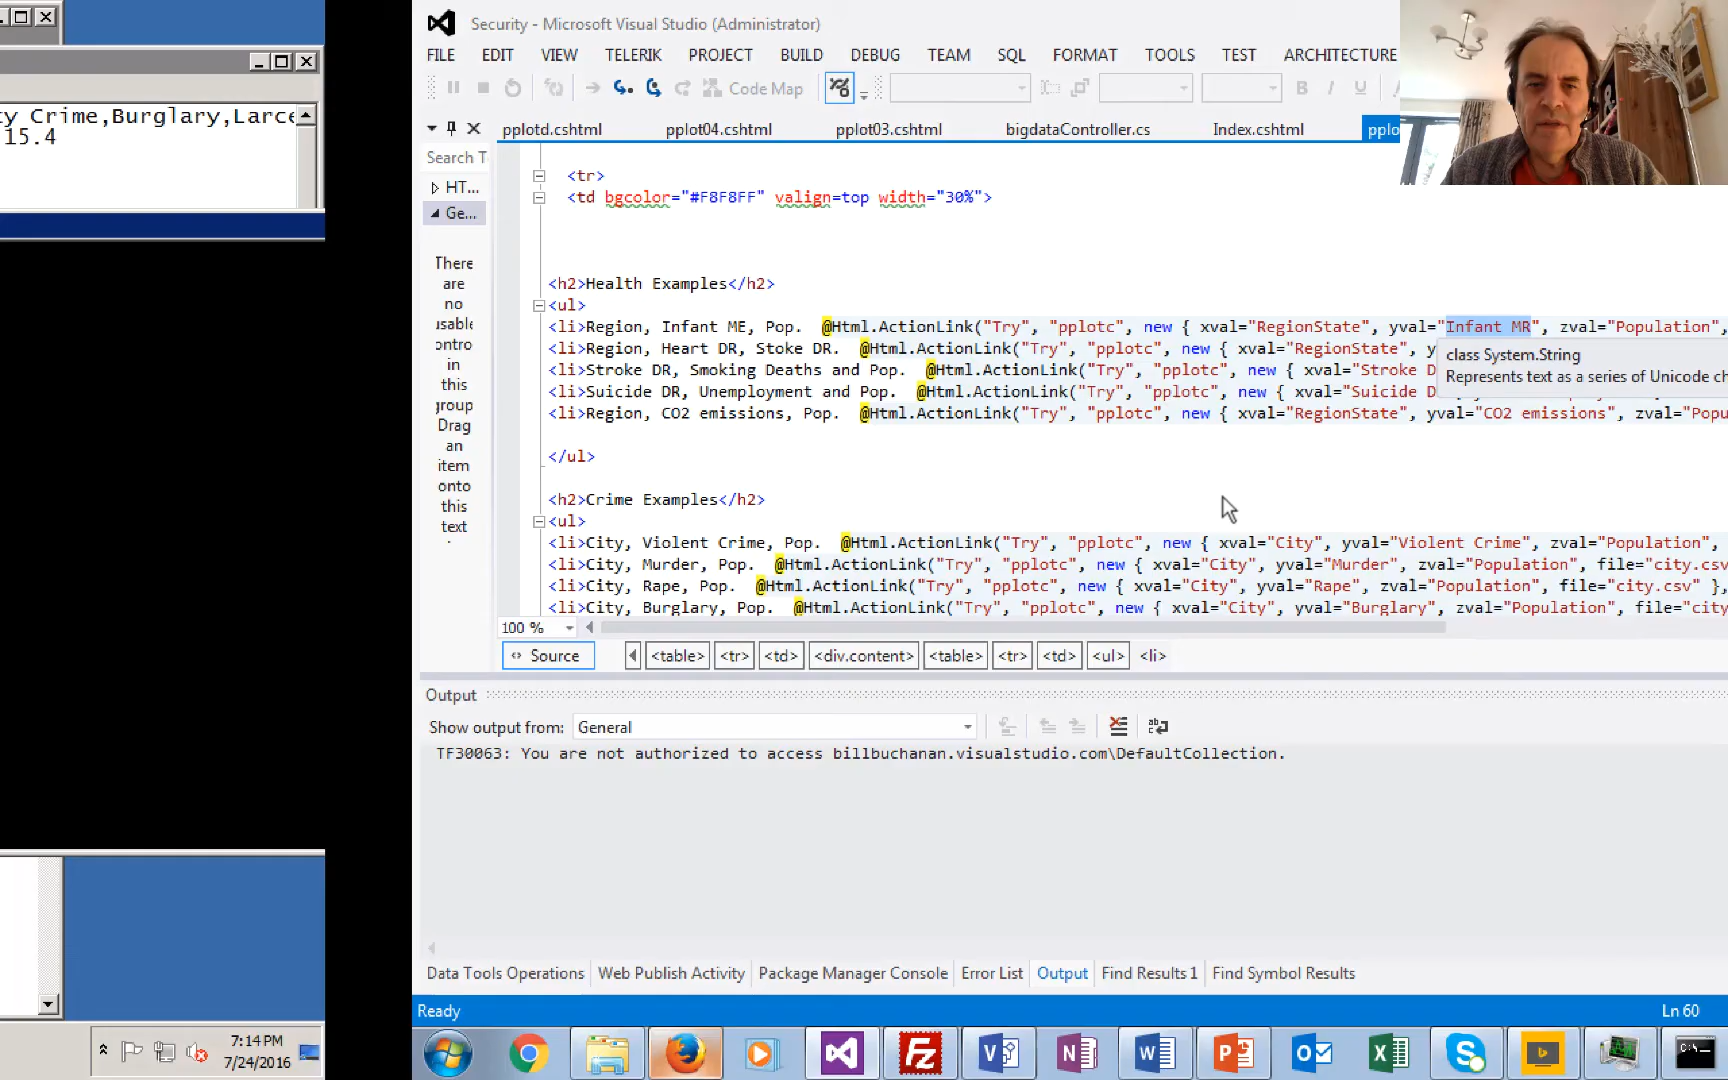 ty Crime,Burglary,Larce
15.4
7:14 PM
7/24/2016
Security - Microsoft Visual Studio (Administrator)
FILE EDIT VIEW TELERIK PROJECT BUILD DEBUG TEAM SQL FORMAT TOOLS TEST ARCHITECTURE
Code Map
pplotd.cshtml pplot04.cshtml pplot03.cshtml bigdataController.cs Index.cshtml pplo
Search T
HT...
Ge...
There
are
no
usable
ontro
in
this
group
Drag
an
item
onto
this
text
<tr>
<td bgcolor="#F8F8FF" valign=top width="30%">
<h2>Health Examples</h2>
<ul>
<li>Region, Infant ME, Pop. @Html.ActionLink("Try", "pplotc", new { xval="RegionState", yval="Infant MR", zval="Population",
<li>Region, Heart DR, Stoke DR. @Html.ActionLink("Try", "pplotc", new { xval="RegionState", y
class System.String
Represents text as a series of Unicode ch
<li>Stroke DR, Smoking Deaths and Pop. @Html.ActionLink("Try", "pplotc", new { xval="Stroke D
<li>Suicide DR, Unemployment and Pop. @Html.ActionLink("Try", "pplotc", new { xval="Suicide D
<li>Region, CO2 emissions, Pop. @Html.ActionLink("Try", "pplotc", new { xval="RegionState", yval="CO2 emissions", zval="Popu
</ul>
<h2>Crime Examples</h2>
<ul>
<li>City, Violent Crime, Pop. @Html.ActionLink("Try", "pplotc", new { xval="City", yval="Violent Crime", zval="Population",
<li>City, Murder, Pop. @Html.ActionLink("Try", "pplotc", new { xval="City", yval="Murder", zval="Population", file="city.csv
<li>City, Rape, Pop. @Html.ActionLink("Try", "pplotc", new { xval="City", yval="Rape", zval="Population", file="city.csv" },
<li>City, Burglary, Pop. @Html.ActionLink("Try", "pplotc", new { xval="City", yval="Burglary", zval="Population", file="city
100 %
Source <table> <tr> <td> <div.content> <table> <tr> <td> <ul> <li>
Output
Show output from: General
TF30063: You are not authorized to access billbuchanan.visualstudio.com\DefaultCollection.
Data Tools Operations Web Publish Activity Package Manager Console Error List Output Find Results 1 Find Symbol Results
Ready Ln 60